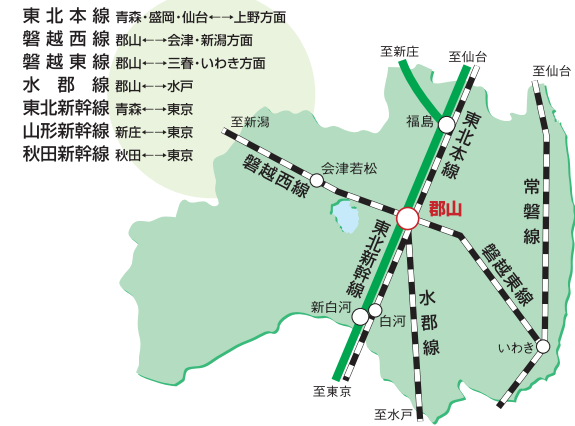 東北本線 青森・盛岡・仙台←→上野方面
磐越西線 郡山←→会津・新潟方面
磐越東線 郡山←→三春・いわき方面
水郡線 郡山←→水戸
東北新幹線 青森←→東京
山形新幹線 新庄←→東京
秋田新幹線 秋田←→東京
至新庄
至仙台
至仙台
至新潟
福島
東北本線
会津若松
磐越西線
常磐線
郡山
東北新幹線
磐越東線
水郡線
新白河
白河
いわき
至東京
至水戸